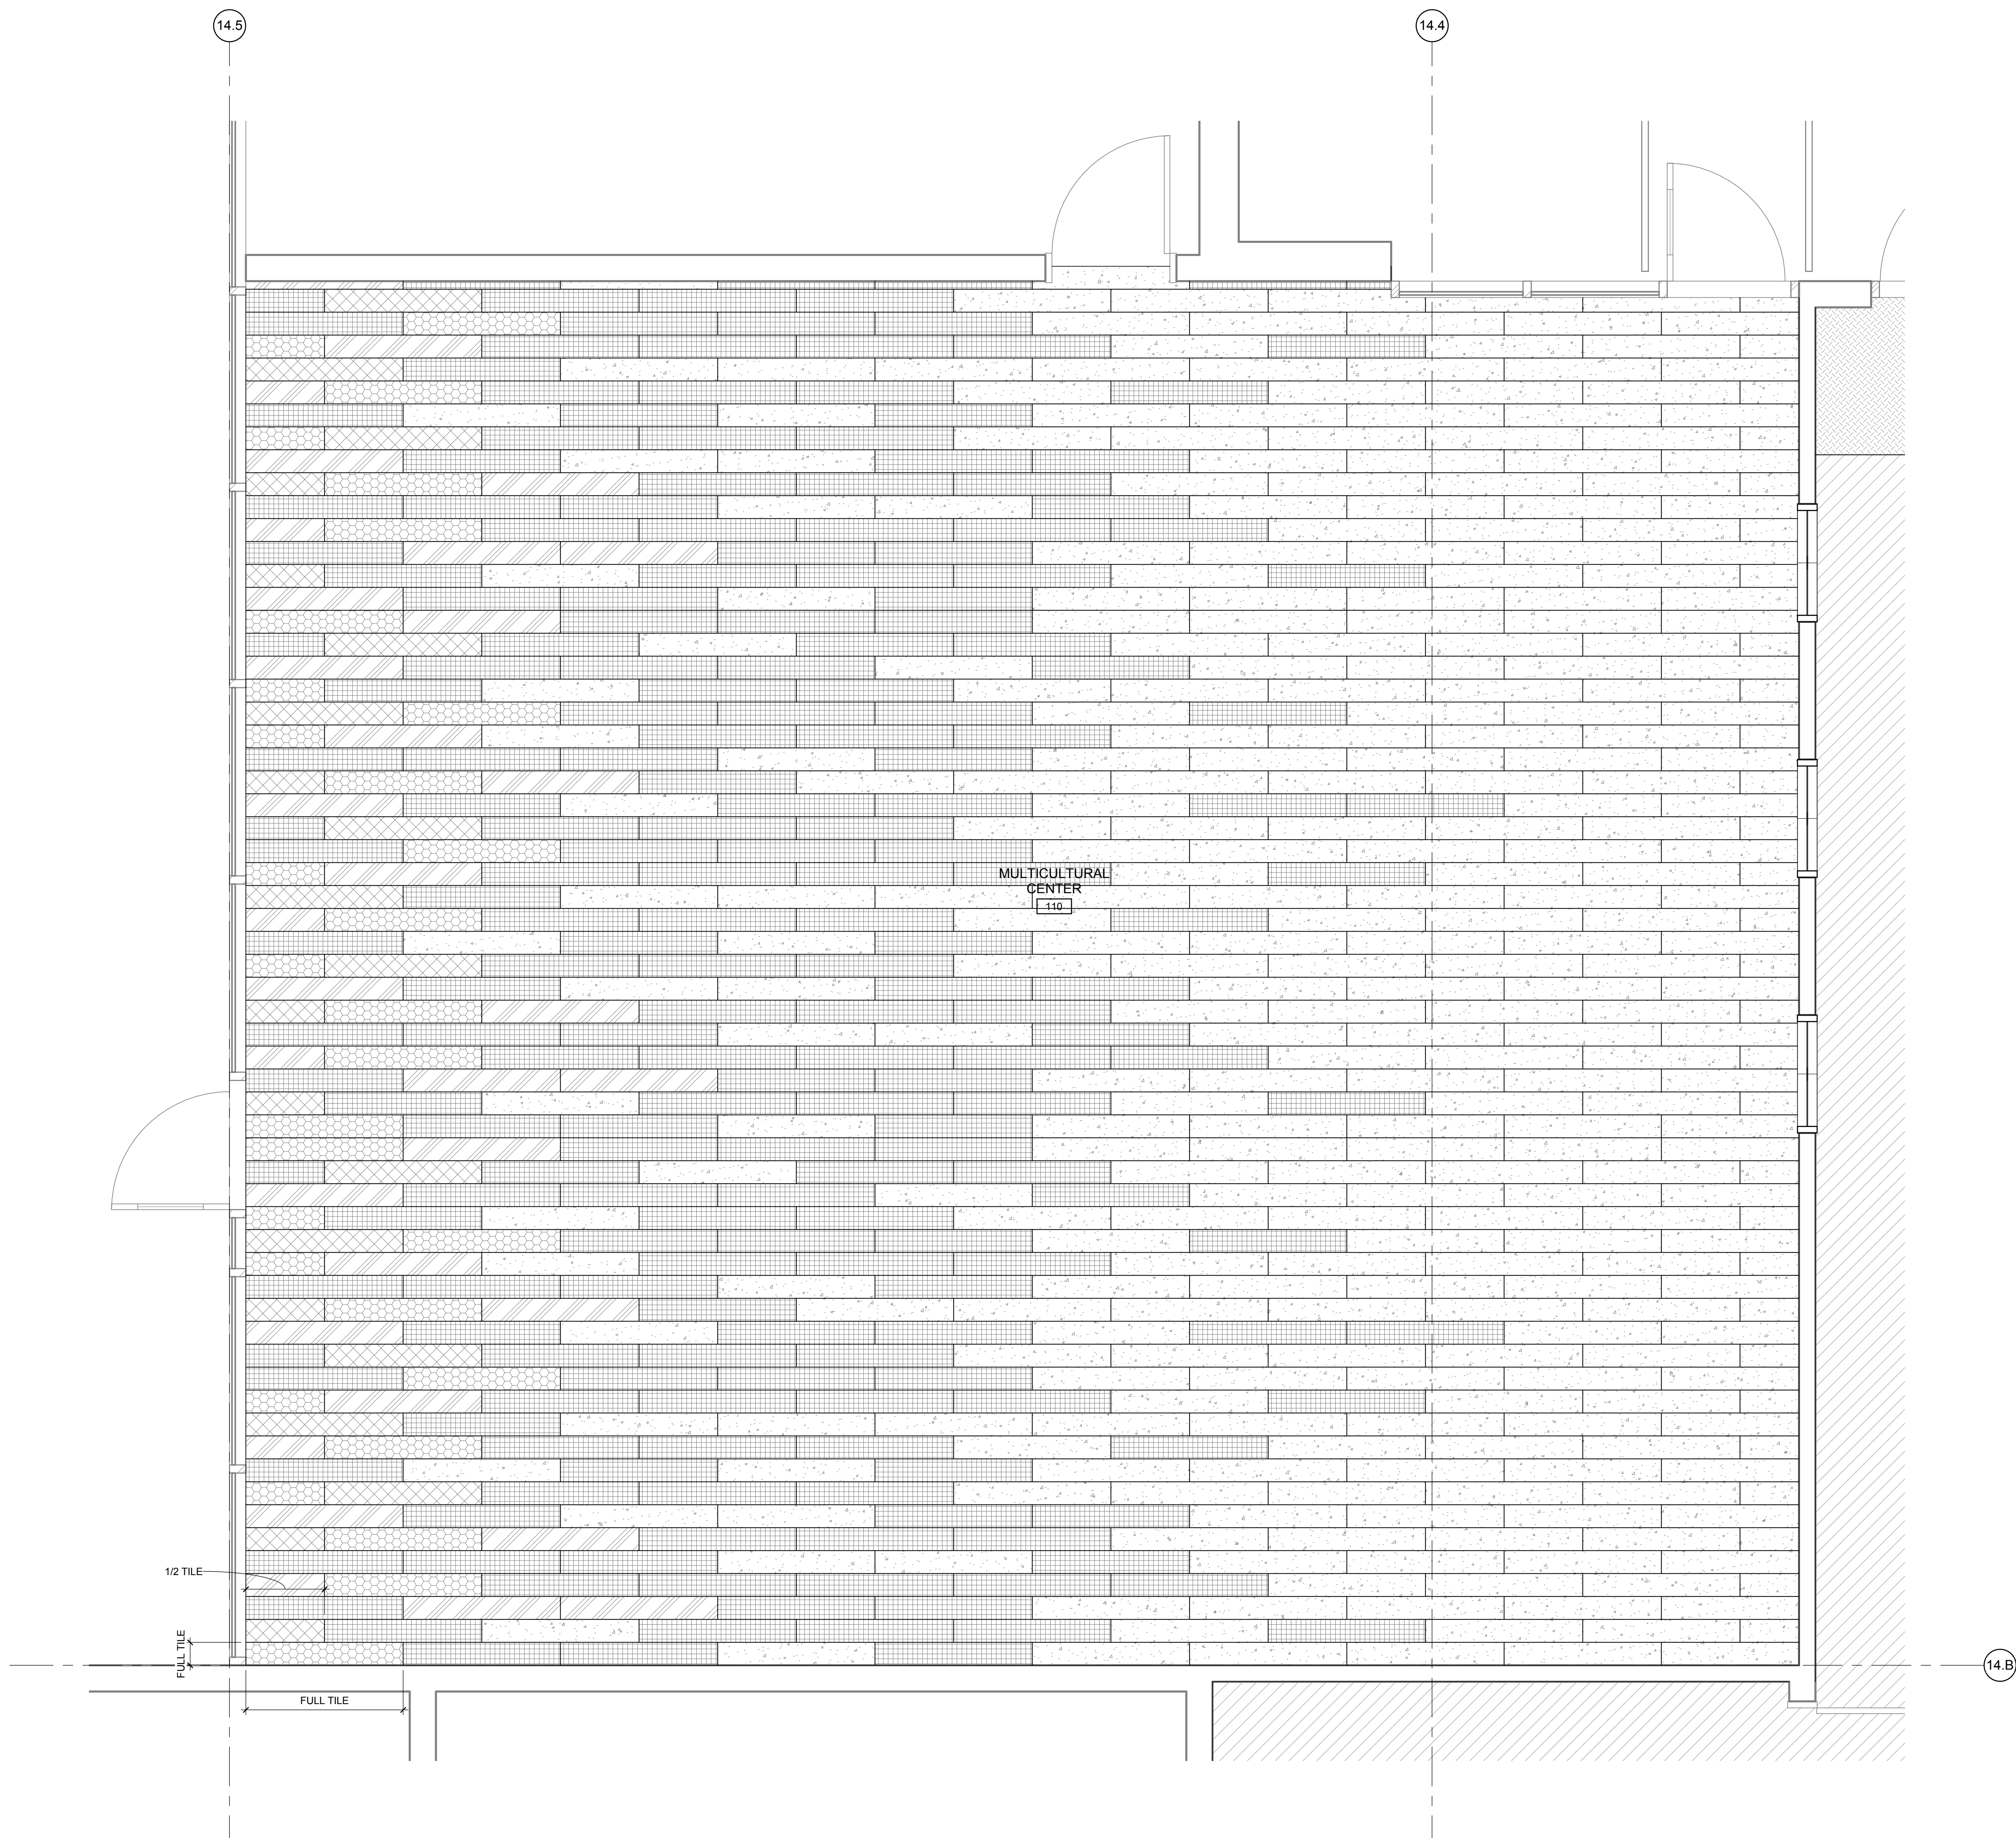 14.5
14.4
MULTICULTURAL
CENTER
110
1/2 TILE
FULL TILE
14.B
FULL TILE